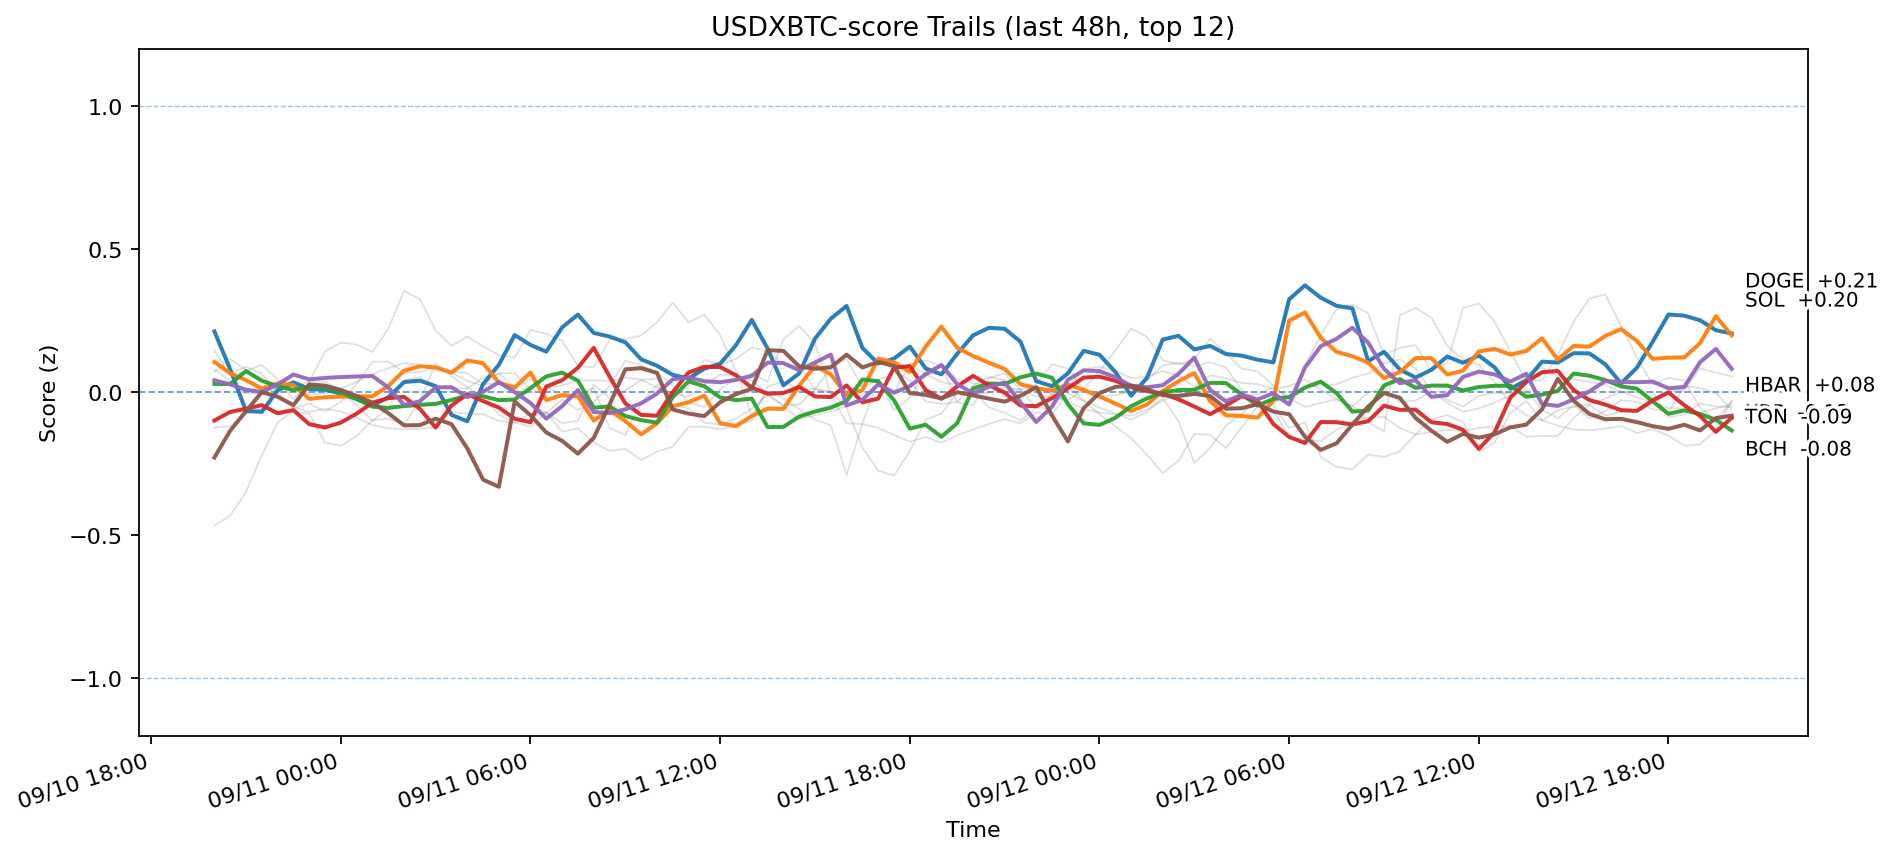 USDXBTC-score Trails (last 48h, top 12)
Score (z)
1.0
0.5
0.0
−0.5
−1.0
DOGE +0.21
SOL +0.20
HBAR +0.08
TON -0.09
BCH -0.08
09/10 18:00
09/11 00:00
09/11 06:00
09/11 12:00
09/11 18:00
09/12 00:00
09/12 06:00
09/12 12:00
09/12 18:00
Time